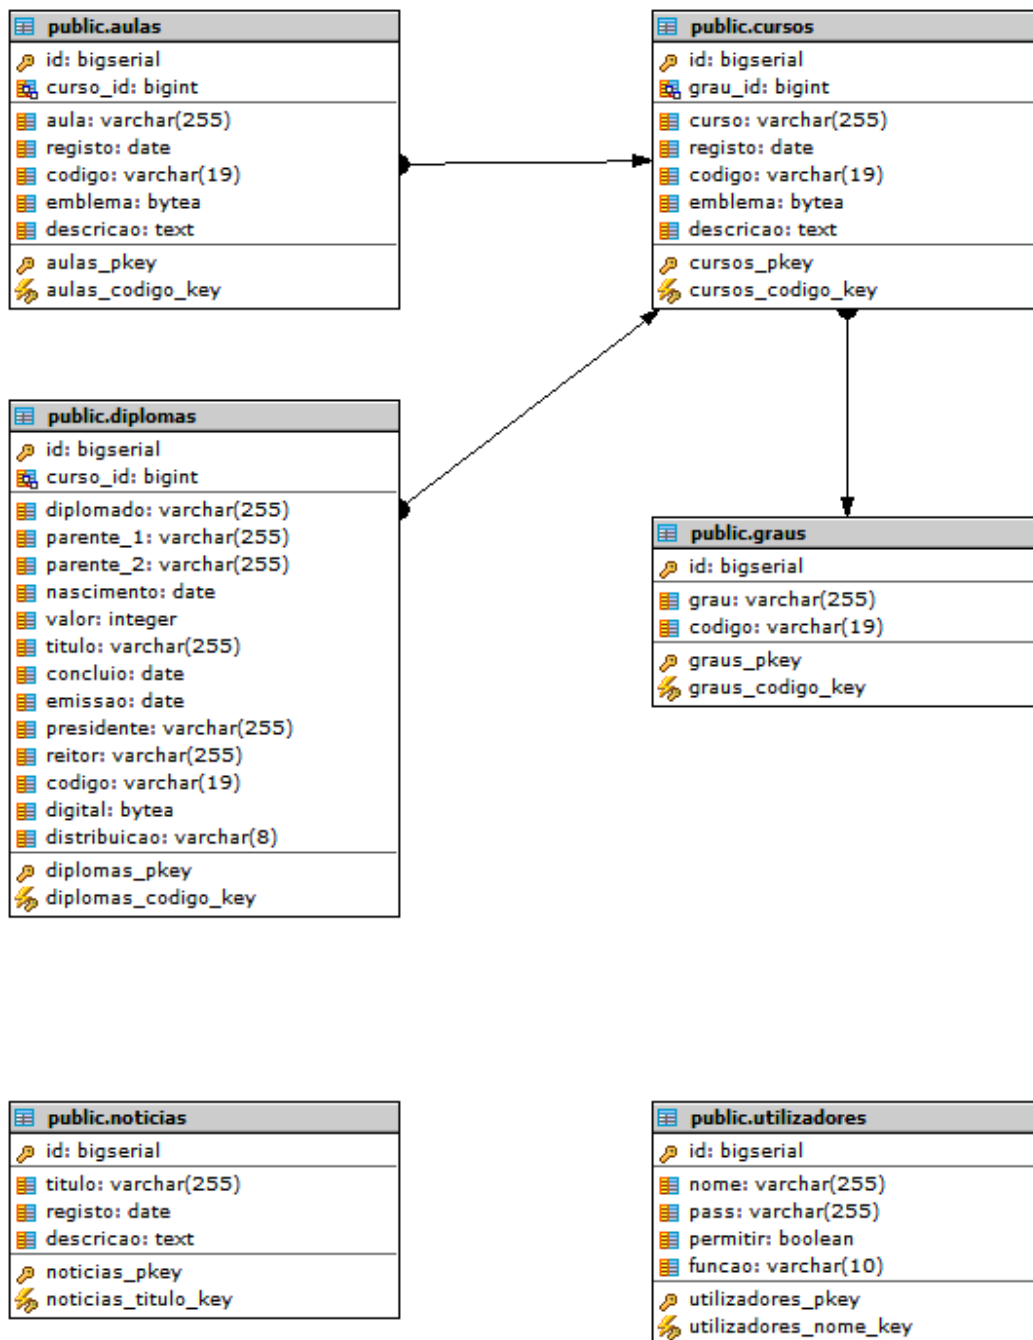 public.aulas
id: bigserial
curso_id: bigint
aula: varchar(255)
registo: date
codigo: varchar(19)
emblema: bytea
descricao: text
aulas_pkey
aulas_codigo_key
public.cursos
id: bigserial
grau_id: bigint
curso: varchar(255)
registo: date
codigo: varchar(19)
emblema: bytea
descricao: text
cursos_pkey
cursos_codigo_key
public.diplomas
id: bigserial
curso_id: bigint
diplomado: varchar(255)
parente_1: varchar(255)
parente_2: varchar(255)
nascimento: date
valor: integer
titulo: varchar(255)
concluio: date
emissao: date
presidente: varchar(255)
reitor: varchar(255)
codigo: varchar(19)
digital: bytea
distribuicao: varchar(8)
diplomas_pkey
diplomas_codigo_key
public.graus
id: bigserial
grau: varchar(255)
codigo: varchar(19)
graus_pkey
graus_codigo_key
public.noticias
id: bigserial
titulo: varchar(255)
registo: date
descricao: text
noticias_pkey
noticias_titulo_key
public.utilizadores
id: bigserial
nome: varchar(255)
pass: varchar(255)
permitir: boolean
funcao: varchar(10)
utilizadores_pkey
utilizadores_nome_key